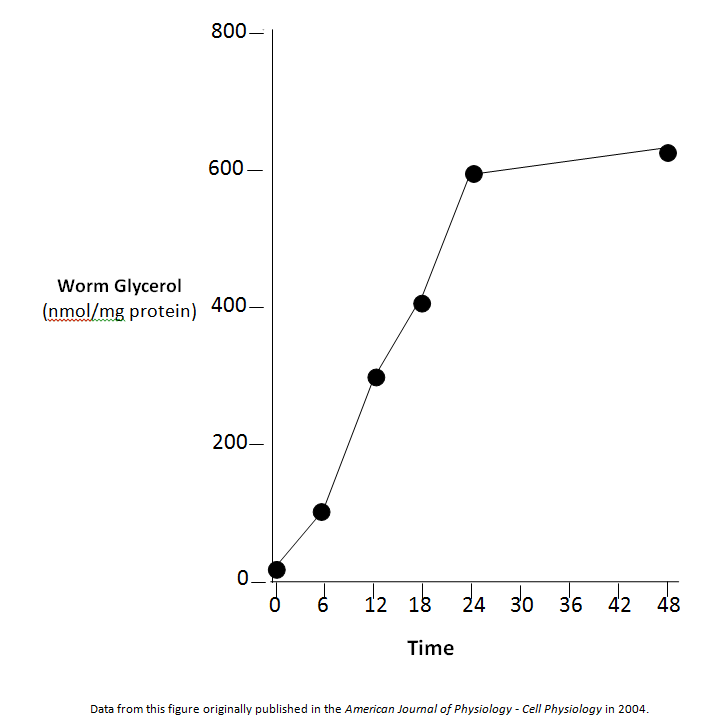 800
600
Worm Glycerol
(nmol/mg protein)
400
200
0
0 6 12 18 24 30 36 42 48
Time
Data from this figure originally published in the American Journal of Physiology - Cell Physiology in 2004.